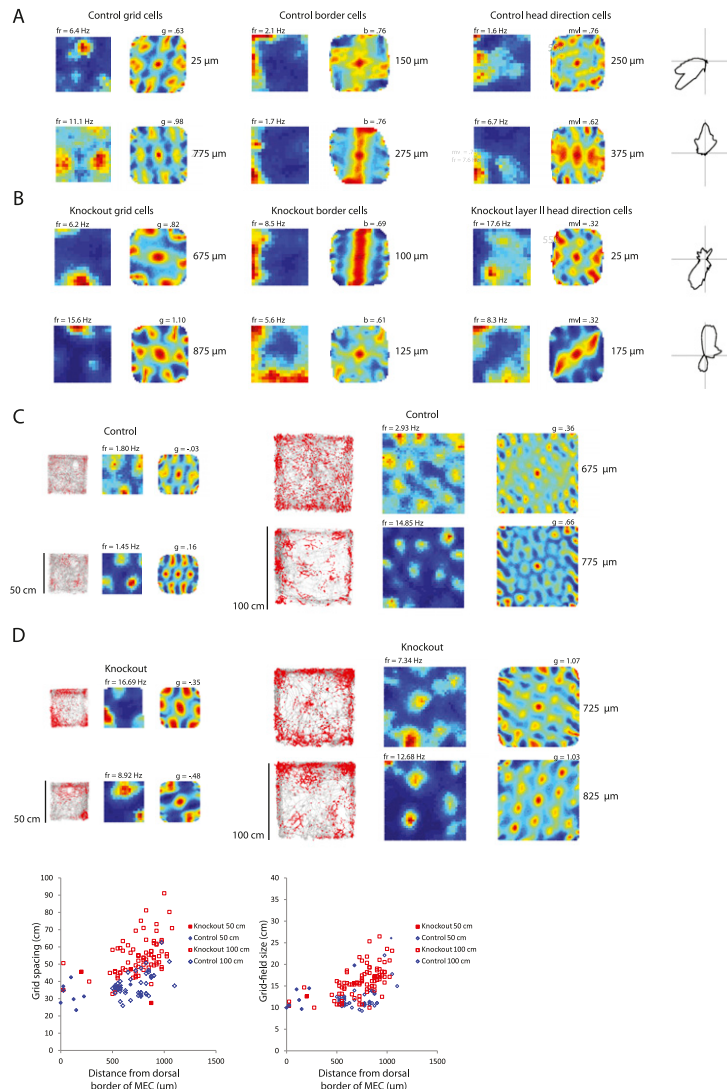 A
Control grid cells
Control border cells
Control head direction cells
fr = 6.4 Hz
g = .63
25 µm
fr = 2.1 Hz
b = .76
150 µm
fr = 1.6 Hz
mvl = .76
250 µm
fr = 11.1 Hz
g = .98
775 µm
fr = 1.7 Hz
b = .76
275 µm
fr = 6.7 Hz
mvl = .62
375 µm
B
Knockout grid cells
Knockout border cells
Knockout layer II head direction cells
fr = 6.2 Hz
g = .82
675 µm
fr = 8.5 Hz
b = .69
100 µm
fr = 17.6 Hz
mvl = .32
25 µm
fr = 15.6 Hz
g = 1.10
875 µm
fr = 5.6 Hz
b = .61
125 µm
fr = 8.3 Hz
mvl = .32
175 µm
C
Control
fr = 1.80 Hz
g = -.03
fr = 1.45 Hz
g = .16
50 cm
Control
fr = 2.93 Hz
g = .36
675 µm
fr = 14.85 Hz
g = .66
775 µm
100 cm
D
Knockout
fr = 16.69 Hz
g = -.35
fr = 8.92 Hz
g = -.48
50 cm
Knockout
fr = 7.34 Hz
g = 1.07
725 µm
fr = 12.68 Hz
g = 1.03
825 µm
100 cm
Grid spacing (cm)
100
90
80
70
60
50
40
30
20
10
0
0
500
1000
1500
Distance from dorsal
border of MEC (µm)
Knockout 50 cm
Control 50 cm
Knockout 100 cm
Control 100 cm
Grid-field size (cm)
40
35
30
25
20
15
10
5
0
0
500
1000
1500
Distance from dorsal
border of MEC (µm)
Knockout 50 cm
Control 50 cm
Knockout 100 cm
Control 100 cm